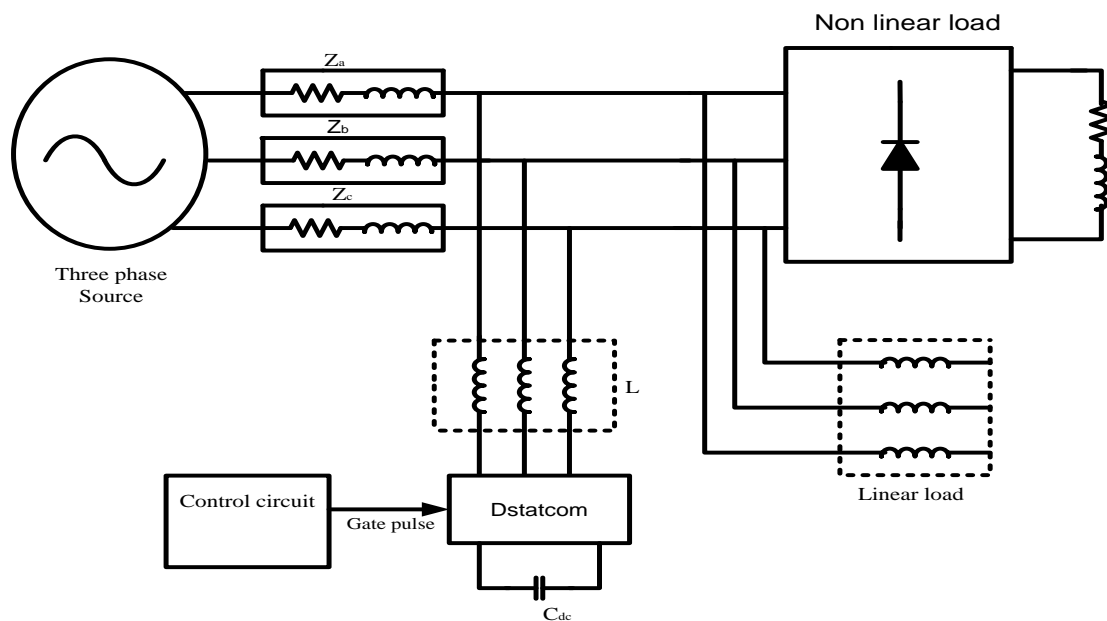 Non linear load
Za
Zb
Zc
Three phase
Source
L
Control circuit
Gate pulse
Dstatcom
Linear load
Cdc